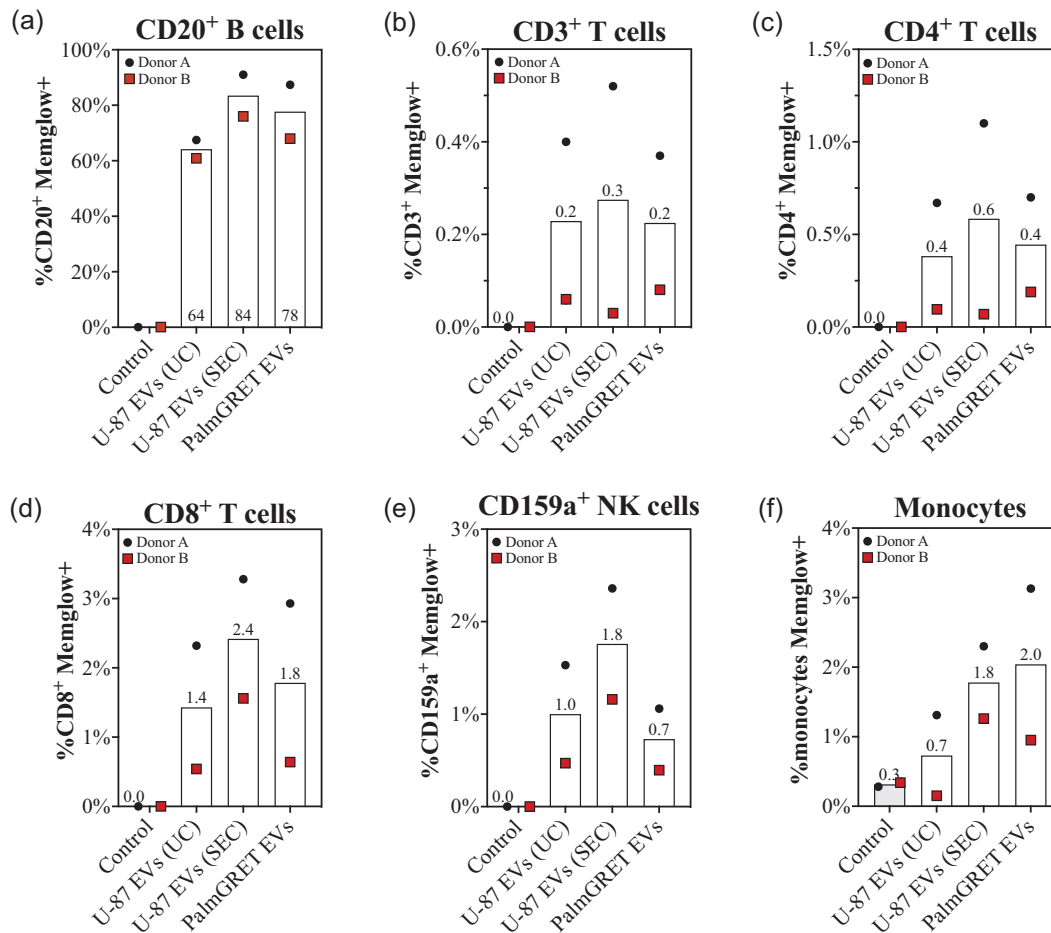 (a)
CD20+ B cells
%CD20+ Memglow+
100%
80%
60%
40%
20%
0%
Donor A
Donor B
64
84
78
Control
U-87 EVs (UC)
U-87 EVs (SEC)
PalmGRET EVs
(b)
CD3+ T cells
%CD3+ Memglow+
0.6%
0.4%
0.2%
0.0%
Donor A
Donor B
0.0
0.2
0.3
0.2
Control
U-87 EVs (UC)
U-87 EVs (SEC)
PalmGRET EVs
(c)
CD4+ T cells
%CD4+ Memglow+
1.5%
1.0%
0.5%
0.0%
Donor A
Donor B
0.0
0.4
0.6
0.4
Control
U-87 EVs (UC)
U-87 EVs (SEC)
PalmGRET EVs
(d)
CD8+ T cells
%CD8+ Memglow+
4%
3%
2%
1%
0%
Donor A
Donor B
0.0
1.4
2.4
1.8
Control
U-87 EVs (UC)
U-87 EVs (SEC)
PalmGRET EVs
(e)
CD159a+ NK cells
%CD159a+ Memglow+
3%
2%
1%
0%
Donor A
Donor B
0.0
1.0
1.8
0.7
Control
U-87 EVs (UC)
U-87 EVs (SEC)
PalmGRET EVs
(f)
Monocytes
%monocytes Memglow+
4%
3%
2%
1%
0%
Donor A
Donor B
0.3
0.7
1.8
2.0
Control
U-87 EVs (UC)
U-87 EVs (SEC)
PalmGRET EVs